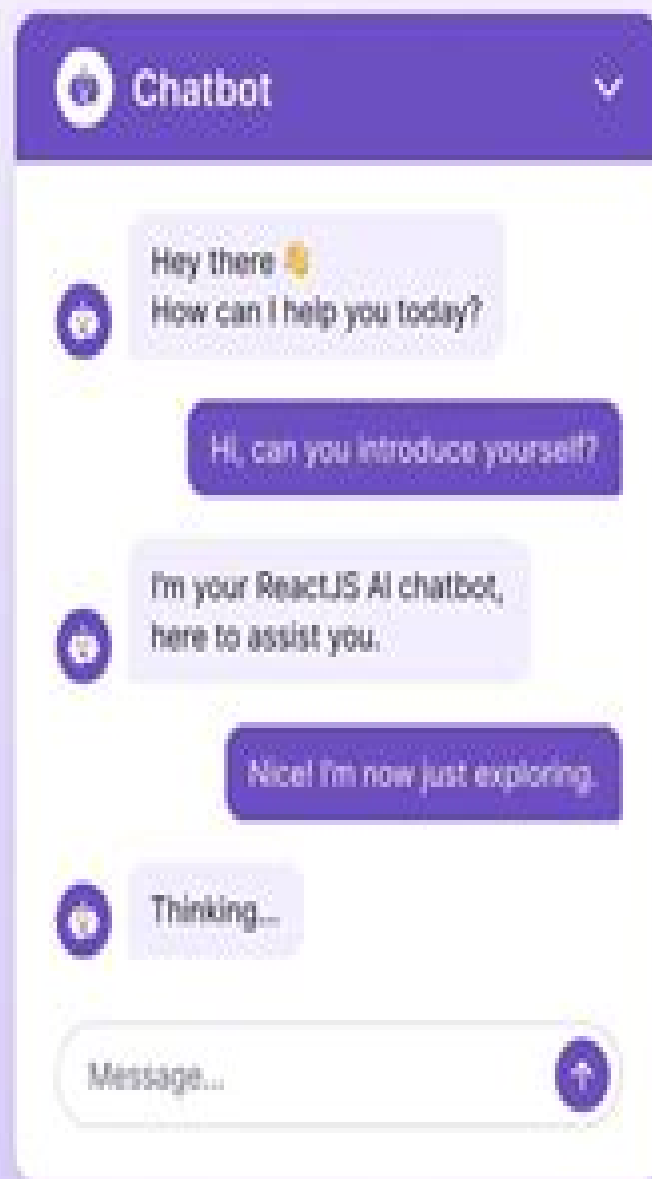 Chatbot
Hey there 👋
How can I help you today?
Hi, can you introduce yourself?
I'm your ReactJS AI chatbot,
here to assist you.
Nice! I'm now just exploring.
Thinking...
Message...